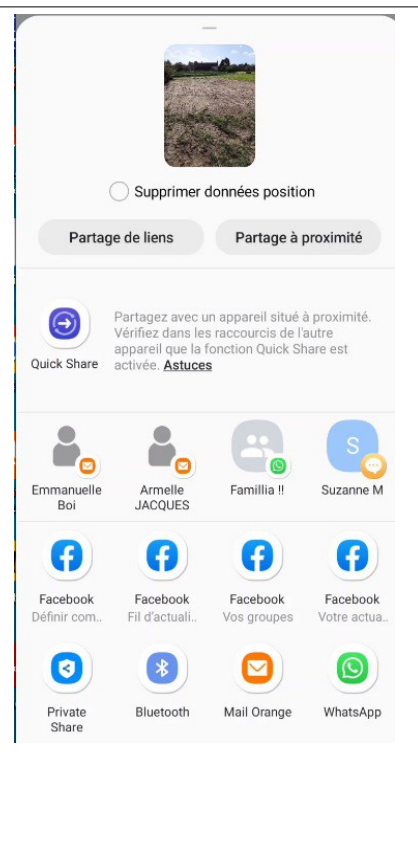 Supprimer données position
Partage de liens
Partage à proximité
Partagez avec un appareil situé à proximité.
Vérifiez dans les raccourcis de l'autre
appareil que la fonction Quick Share est
activée. Astuces
Quick Share
Emmanuelle
Boi
Armelle
JACQUES
Famillia !!
S
Suzanne M
Facebook
Définir com..
Facebook
Fil d'actuali..
Facebook
Vos groupes
Facebook
Votre actua..
Private
Share
Bluetooth
Mail Orange
WhatsApp